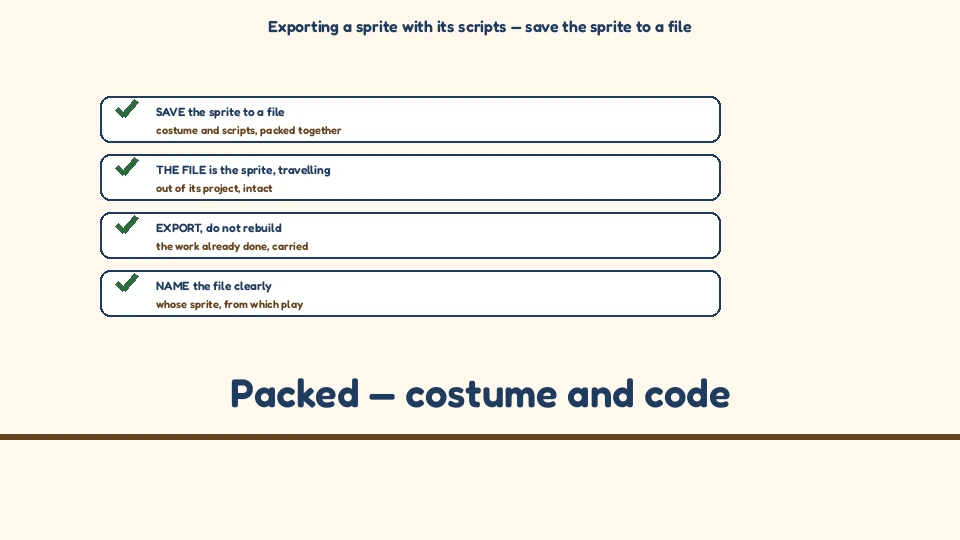 Exporting a sprite with its scripts — save the sprite to a file
SAVE the sprite to a file
costume and scripts, packed together
THE FILE is the sprite, travelling
out of its project, intact
EXPORT, do not rebuild
the work already done, carried
NAME the file clearly
whose sprite, from which play
Packed — costume and code